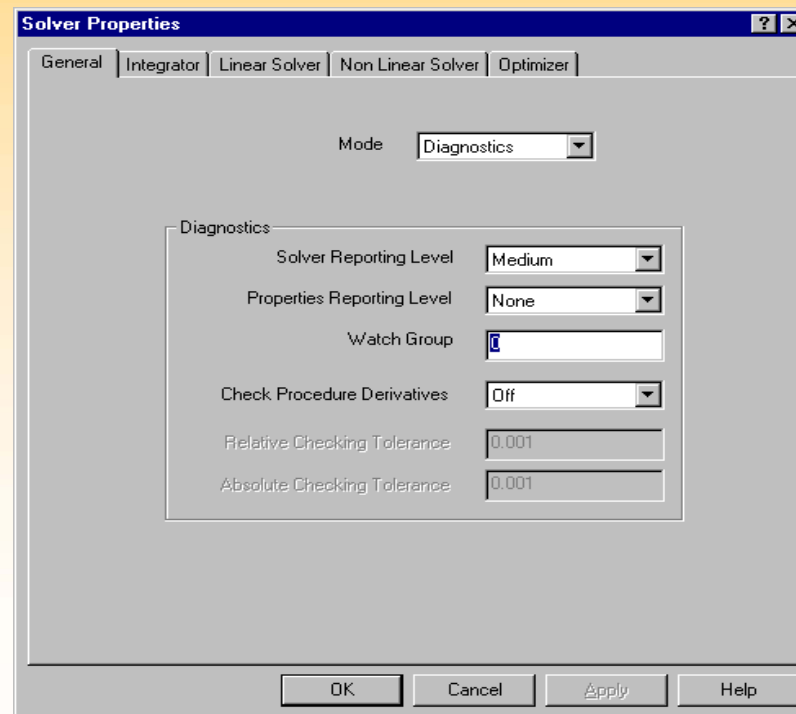 Solver Properties
General Integrator Linear Solver Non Linear Solver Optimizer
Mode Diagnostics
Diagnostics
Solver Reporting Level Medium
Properties Reporting Level None
Watch Group 0
Check Procedure Derivatives Off
Relative Checking Tolerance 0.001
Absolute Checking Tolerance 0.001
OK Cancel Apply Help